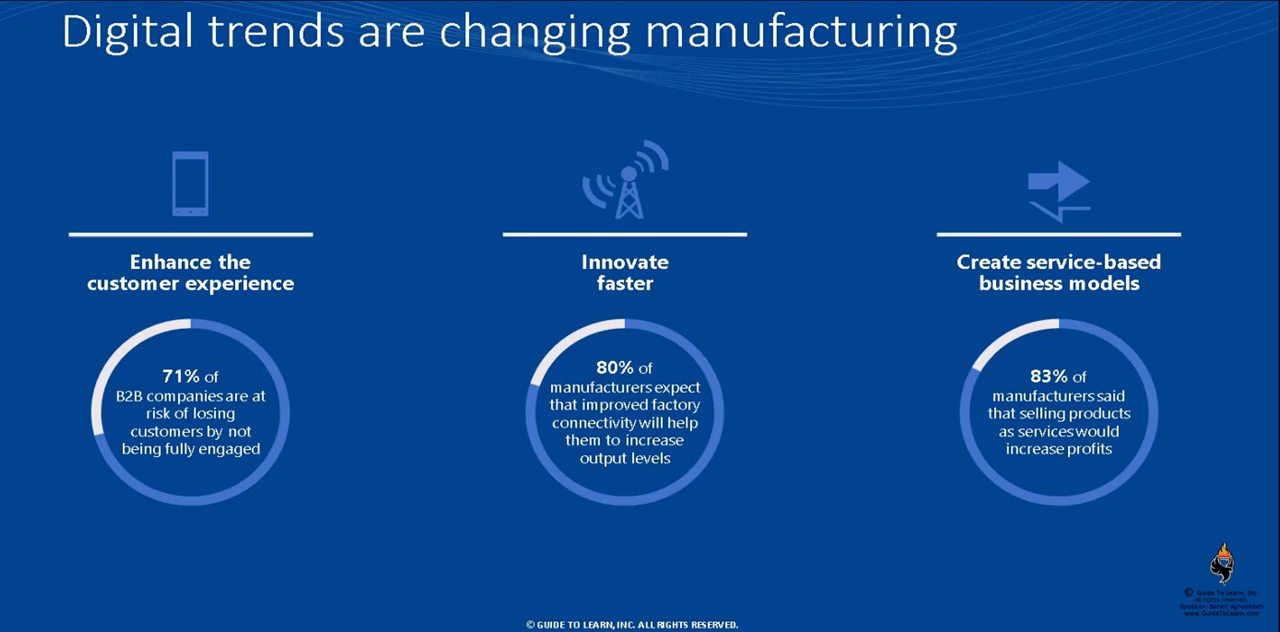 Digital trends are changing manufacturing
Enhance the
customer experience
71% of
B2B companies are at
risk of losing
customers by not
being fully engaged
Innovate
faster
80% of
manufacturers expect
that improved factory
connectivity will help
them to increase
output levels
Create service-based
business models
83% of
manufacturers said
that selling products
as services would
increase profits
© Guide To Learn, Inc.
All rights reserved.
Speaker: Soheil Aghazadeh
www.GuideToLearn.com
© GUIDE TO LEARN, INC. ALL RIGHTS RESERVED.